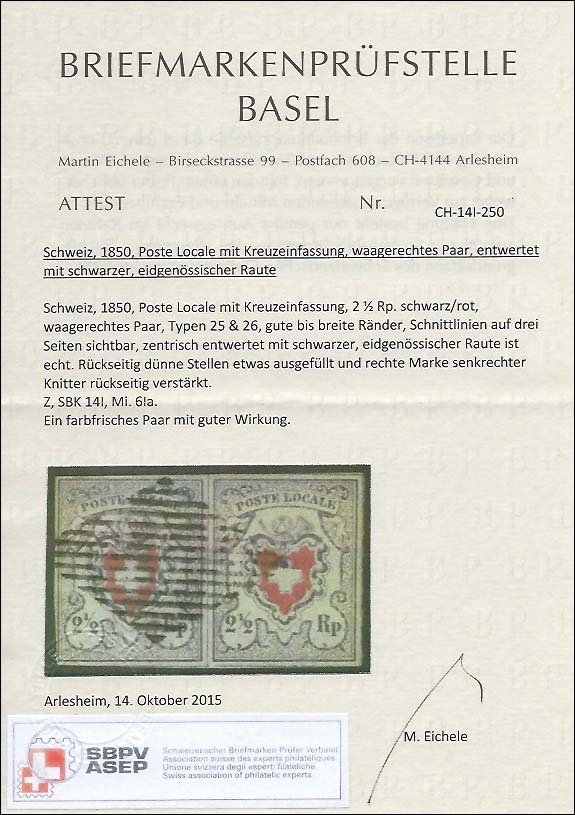 BRIEFMARKENPRÜFSTELLE
BASEL
Martin Eichele – Birseckstrasse 99 – Postfach 608 – CH-4144 Arlesheim
ATTEST Nr. CH-14I-250
Schweiz, 1850, Poste Locale mit Kreuzeinfassung, waagerechtes Paar, entwertet
mit schwarzer, eidgenössischer Raute
Schweiz, 1850, Poste Locale mit Kreuzeinfassung, 2 ½ Rp. schwarz/rot,
waagerechtes Paar, Typen 25 & 26, gute bis breite Ränder, Schnittlinien auf drei
Seiten sichtbar, zentrisch entwertet mit schwarzer, eidgenössischer Raute ist
echt. Rückseitig dünne Stellen etwas ausgefüllt und rechte Marke senkrechter
Knitter rückseitig verstärkt.
Z, SBK 14I, Mi. 6Ia.
Ein farbfrisches Paar mit guter Wirkung.
POSTE LOCALE POSTE LOCALE
2½ Rp 2½ Rp
Arlesheim, 14. Oktober 2015
M. Eichele
SBPV
ASEP
Schweizerischer Briefmarken-Prüfer-Verband
Association suisse des experts philatéliques
Unione svizzera degli esperti filateliche
Swiss association of philatelic experts